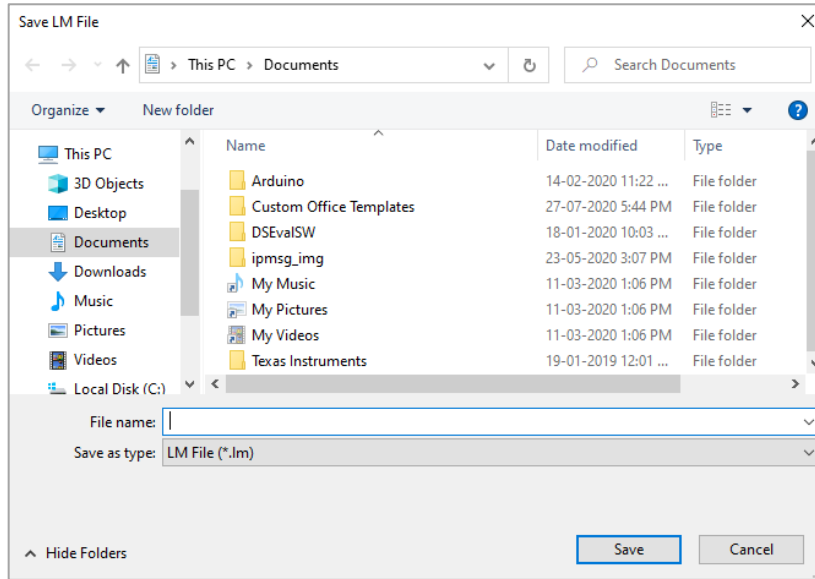 Save LM File
This PC > Documents
Search Documents
Organize
New folder
Name
Date modified
Type
This PC
3D Objects
Desktop
Documents
Downloads
Music
Pictures
Videos
Local Disk (C:)
Arduino 14-02-2020 11:22 ... File folder
Custom Office Templates 27-07-2020 5:44 PM File folder
DSEvalSW 18-01-2020 10:03 ... File folder
ipmsg_img 23-05-2020 3:07 PM File folder
My Music 11-03-2020 1:06 PM File folder
My Pictures 11-03-2020 1:06 PM File folder
My Videos 11-03-2020 1:06 PM File folder
Texas Instruments 19-01-2019 12:01 ... File folder
File name:
Save as type: LM File (*.lm)
Hide Folders
Save
Cancel